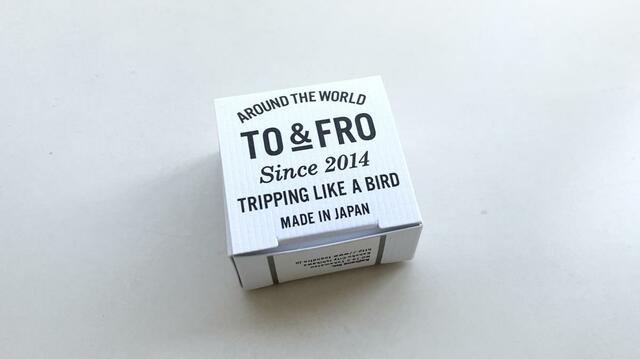 AROUND THE WORLD
TO & FRO
Since 2014
TRIPPING LIKE A BIRD
MADE IN JAPAN